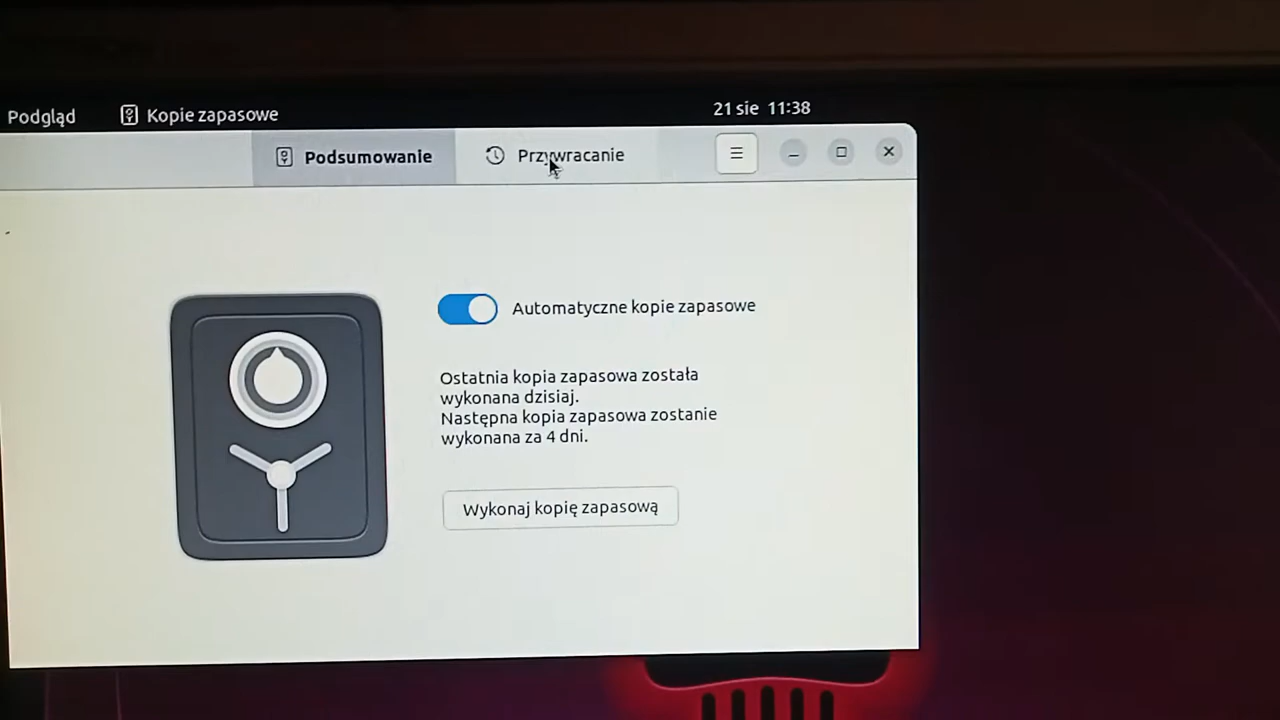 Podgląd
Kopie zapasowe
21 sie 11:38
Podsumowanie
Przywracanie
Automatyczne kopie zapasowe
Ostatnia kopia zapasowa została
wykonana dzisiaj.
Następna kopia zapasowa zostanie
wykonana za 4 dni.
Wykonaj kopię zapasową